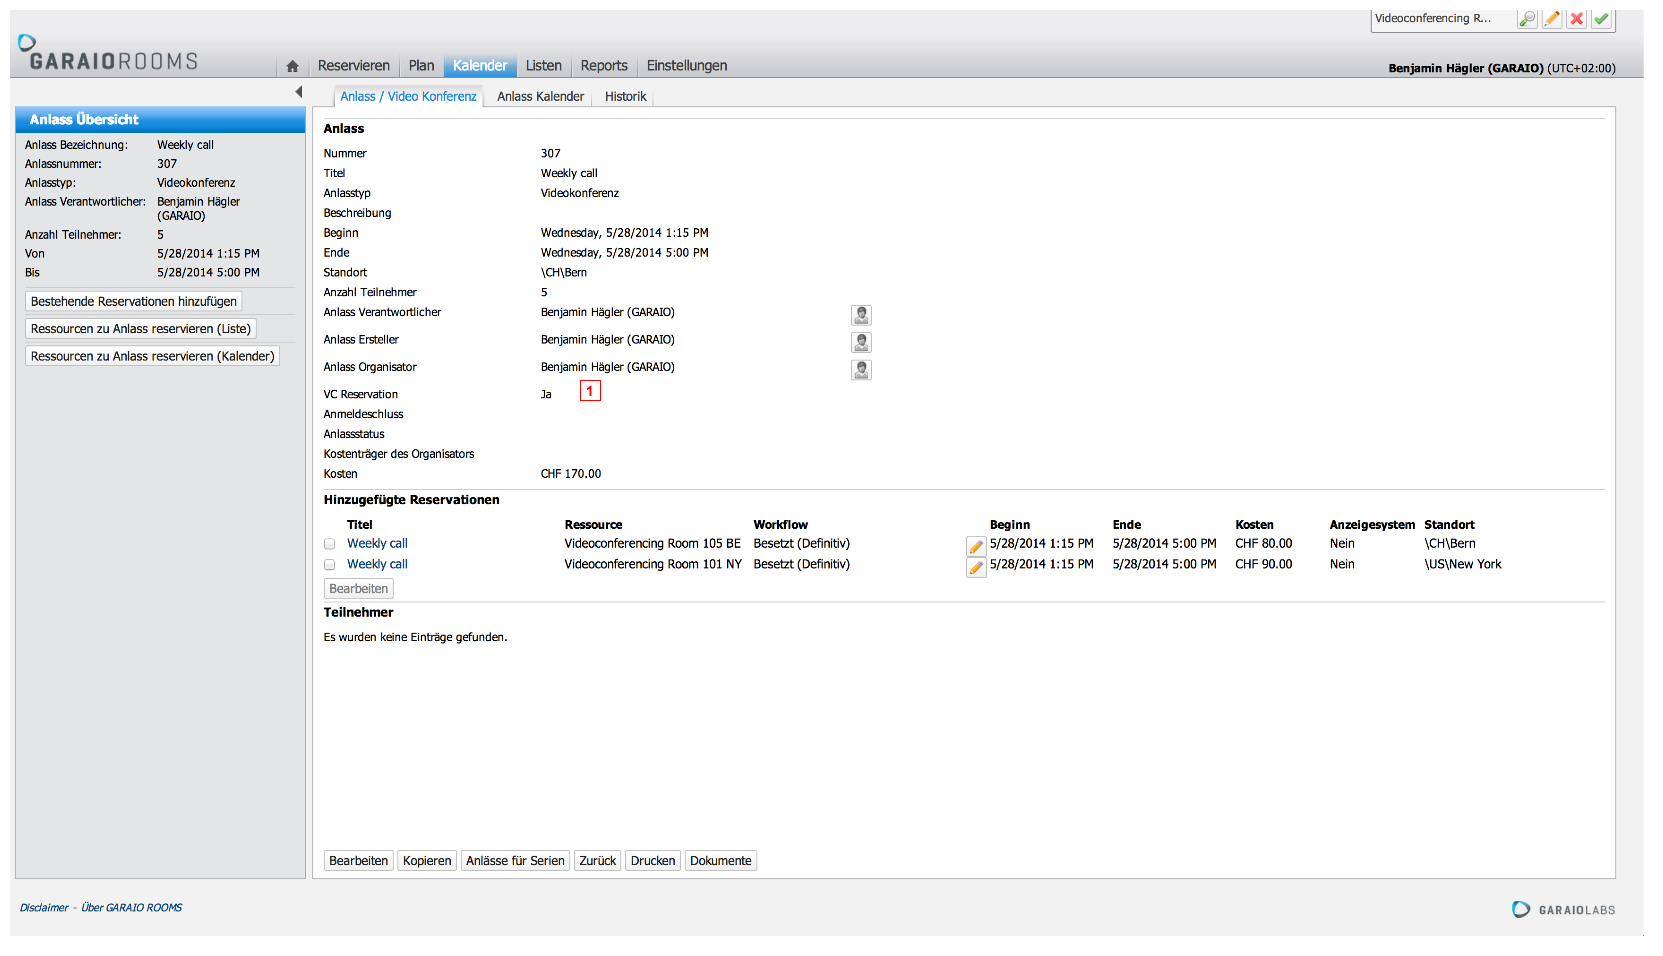 Videoconferencing R...
GARAIOROOMS
Reservieren Plan Kalender Listen Reports Einstellungen
Benjamin Hägler (GARAIO) (UTC+02:00)
Anlass / Video Konferenz Anlass Kalender Historik
Anlass Übersicht
Anlass Bezeichnung: Weekly call
Anlassnummer: 307
Anlasstyp: Videokonferenz
Anlass Verantwortlicher: Benjamin Hägler
(GARAIO)
Anzahl Teilnehmer: 5
Von 5/28/2014 1:15 PM
Bis 5/28/2014 5:00 PM
Bestehende Reservationen hinzufügen
Ressourcen zu Anlass reservieren (Liste)
Ressourcen zu Anlass reservieren (Kalender)
Anlass
Nummer 307
Titel Weekly call
Anlasstyp Videokonferenz
Beschreibung
Beginn Wednesday, 5/28/2014 1:15 PM
Ende Wednesday, 5/28/2014 5:00 PM
Standort \CH\Bern
Anzahl Teilnehmer 5
Anlass Verantwortlicher Benjamin Hägler (GARAIO)
Anlass Ersteller Benjamin Hägler (GARAIO)
Anlass Organisator Benjamin Hägler (GARAIO)
VC Reservation Ja 1
Anmeldeschluss
Anlassstatus
Kostenträger des Organisators
Kosten CHF 170.00
Hinzugefügte Reservationen
Titel Ressource Workflow Beginn Ende Kosten Anzeigesystem Standort
Weekly call Videoconferencing Room 105 BE Besetzt (Definitiv) 5/28/2014 1:15 PM 5/28/2014 5:00 PM CHF 80.00 Nein \CH\Bern
Weekly call Videoconferencing Room 101 NY Besetzt (Definitiv) 5/28/2014 1:15 PM 5/28/2014 5:00 PM CHF 90.00 Nein \US\New York
Bearbeiten
Teilnehmer
Es wurden keine Einträge gefunden.
Bearbeiten Kopieren Anlässe für Serien Zurück Drucken Dokumente
Disclaimer - Über GARAIO ROOMS
GARAIOLABS